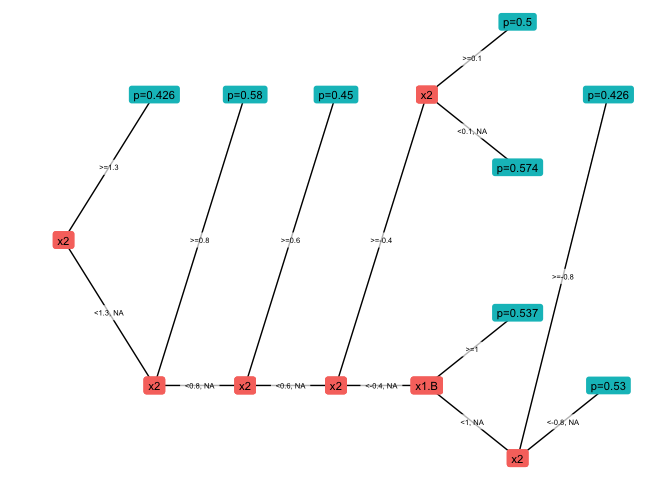 p=0.5
>=0.1
p=0.426 p=0.58 p=0.45 x2 p=0.426
<0.1, NA
>=1.3 p=0.574
x2 >=0.8 >=0.6 >=-0.4
>=-0.8
<1.3, NA p=0.537
>=1
x2 <0.8, NA x2 <0.6, NA x2 <-0.4, NA x1.B p=0.53
<1, NA <-0.8, NA
x2